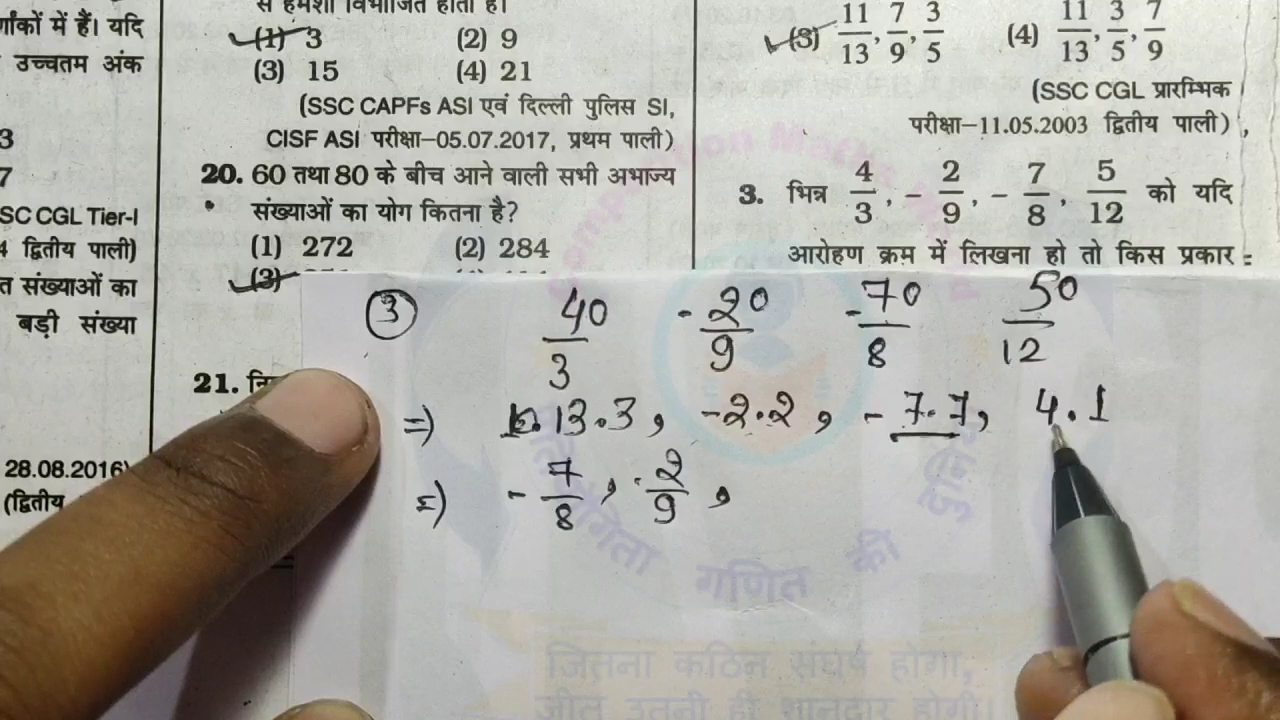 से हमेशा विभाजित होता है।
(1) 3 (2) 9
(3) 15 (4) 21
(SSC CAPFs ASI एवं दिल्ली पुलिस SI,
CISF ASI परीक्षा–05.07.2017, प्रथम पाली)
20. 60 तथा 80 के बीच आने वाली सभी अभाज्य
संख्याओं का योग कितना है?
(1) 272 (2) 284
(3)
21.
में हैं। यदि
उच्चतम अंक
3
7
SC CGL Tier-I
4 द्वितीय पाली)
संख्याओं का
बड़ी संख्या
28.08.2016)
(द्वितीय
(3) 11/13, 7/9, 3/5 (4) 11/13, 3/5, 7/9
(SSC CGL प्रारम्भिक
परीक्षा–11.05.2003 द्वितीय पाली)
3. भिन्न 4/3, - 2/9, - 7/8, 5/12 को यदि
आरोहण क्रम में लिखना हो तो किस प्रकार
3 40/3 -20/9 -70/8 50/12
=) 13.3, -2.2, -7.7, 4.1
=) -7/8, -2/9,
गणित की दुनिया
जितना कठिन संघर्ष होगा,
जीत उतनी ही शानदार होगी।